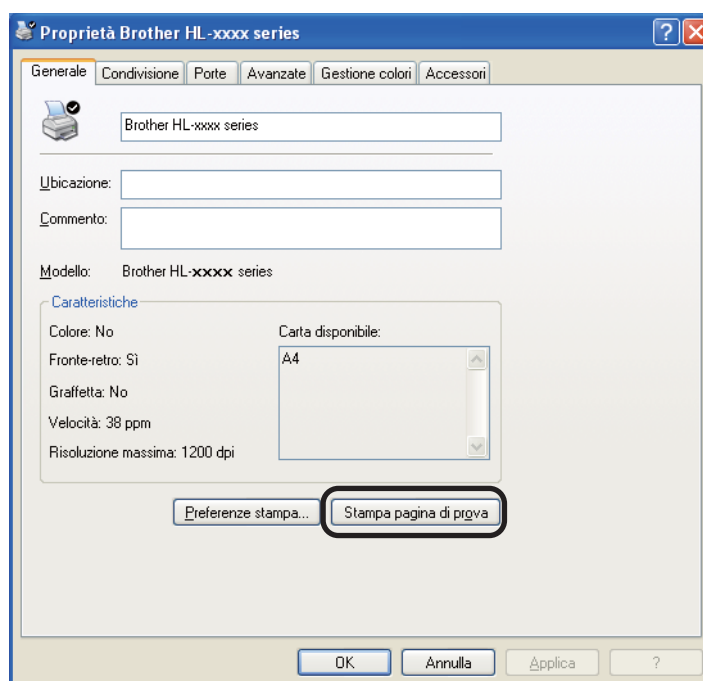 Proprietà Brother HL-xxxx series
?
Generale Condivisione Porte Avanzate Gestione colori Accessori
Brother HL-xxxx series
Ubicazione:
Commento:
Modello: Brother HL-xxxx series
Caratteristiche
Colore: No Carta disponibile:
Fronte-retro: Sì A4
Graffetta: No
Velocità: 38 ppm
Risoluzione massima: 1200 dpi
Preferenze stampa... Stampa pagina di prova
OK Annulla Applica ?